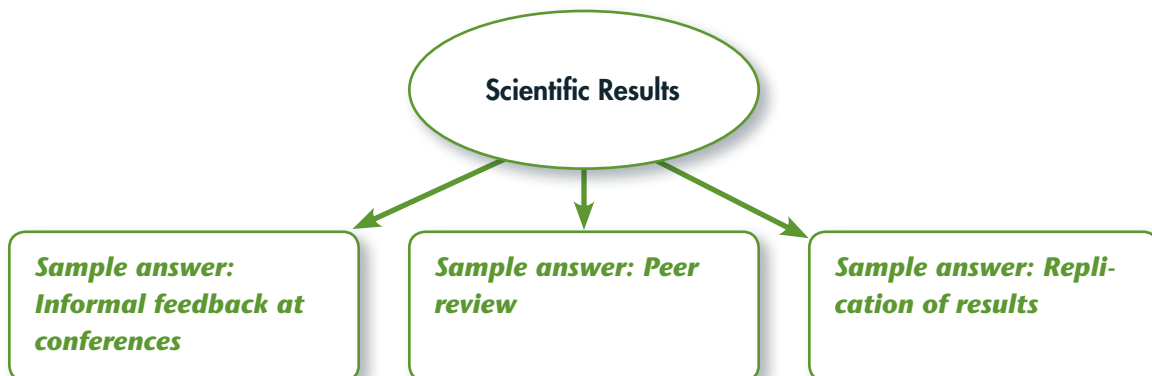 Scientific Results
Sample answer:
Informal feedback at
conferences
Sample answer: Peer
review
Sample answer: Repli-
cation of results